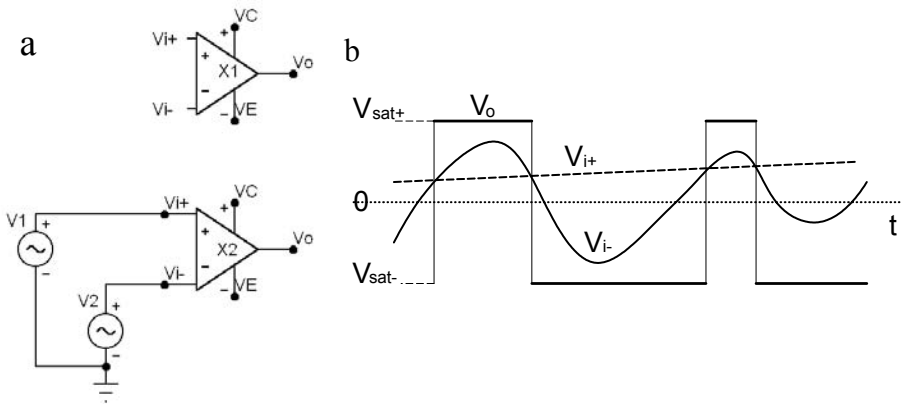 a
VC
Vi+
+
+
X1
Vo
−
Vi-
−
VE
b
Vsat+
Vo
Vi+
0
t
Vi-
Vsat-
VC
V1
+
Vi+
+
+
X2
Vo
−
Vi-
−
VE
−
V2
+
−